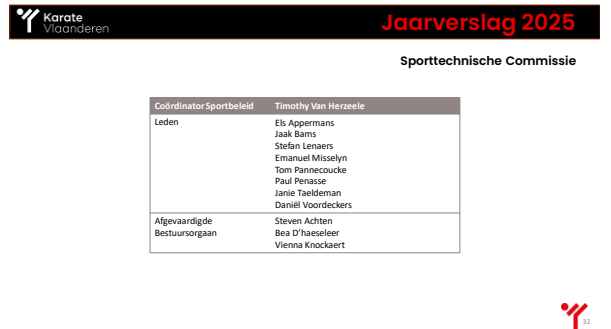 Karate
Vlaanderen
Jaarverslag 2025
Sporttechnische Commissie
Coördinator Sportbeleid Timothy Van Herzeele
Leden Els Appermans
Jaak Bams
Stefan Lenaers
Emanuel Misselyn
Tom Pannecoucke
Paul Penasse
Janie Taeldeman
Daniël Voordeckers
Afgevaardigde Steven Achten
Bestuursorgaan Bea D'haeseleer
Vienna Knockaert
32